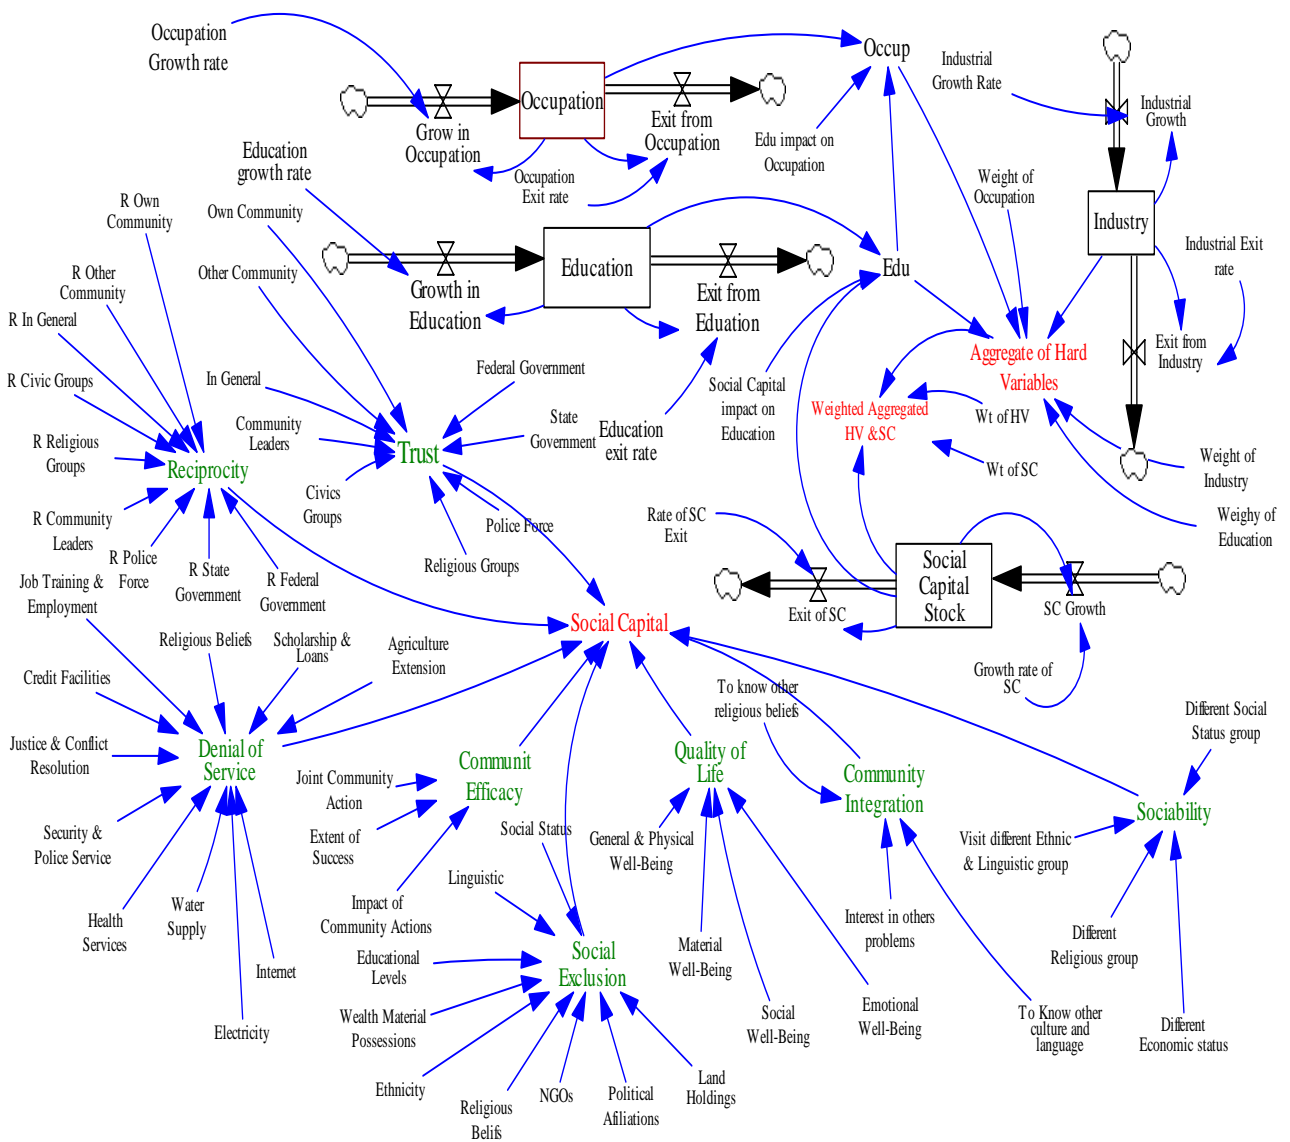 Occupation
Growth rate
Occupation
Grow in
Occupation
Exit from
Occupation
Occup
Edu impact on
Occupation
Occupation
Exit rate
Industrial
Growth Rate
Industrial
Growth
Weight of
Occupation
Industry
Industrial Exit
rate
Exit from
Industry
Education
growth rate
R Own
Community
Own Community
Other Community
R Other
Community
R In General
R Civic Groups
R Religious
Groups
R Community
Leaders
R Police
Force
R State
Government
R Federal
Government
Reciprocity
Education
Growth in
Education
Exit from
Eduation
Edu
Education
exit rate
Social Capital
impact on
Education
Aggregate of Hard
Variables
Weighted Aggregated
HV &SC
Wt of HV
Wt of SC
Weight of
Industry
Weighy of
Education
In General
Community
Leaders
Civics
Groups
Trust
Federal Government
State
Government
Police Force
Religious Groups
Rate of SC
Exit
Exit of SC
Social
Capital
Stock
SC Growth
Growth rate of
SC
Social Capital
Job Training &
Employment
Religious Beliefs
Scholarship &
Loans
Agriculture
Extension
Credit Facilities
Justice & Conflict
Resolution
Denial of
Service
Security &
Police Service
Health
Services
Water
Supply
Internet
Electricity
Communit
Efficacy
Joint Community
Action
Extent of
Success
Impact of
Community Actions
Social Status
Linguistic
Educational
Levels
Wealth Material
Possessions
Ethnicity
Religious
Belifs
NGOs
Political
Afiliations
Land
Holdings
Social
Exclusion
Quality of
Life
General & Physical
Well-Being
Material
Well-Being
Social
Well-Being
Emotional
Well-Being
To know other
religious beliefs
Community
Integration
Interest in others
problems
To Know other
culture and
language
Different Social
Status group
Sociability
Visit different Ethnic
& Linguistic group
Different
Religious group
Different
Economic status